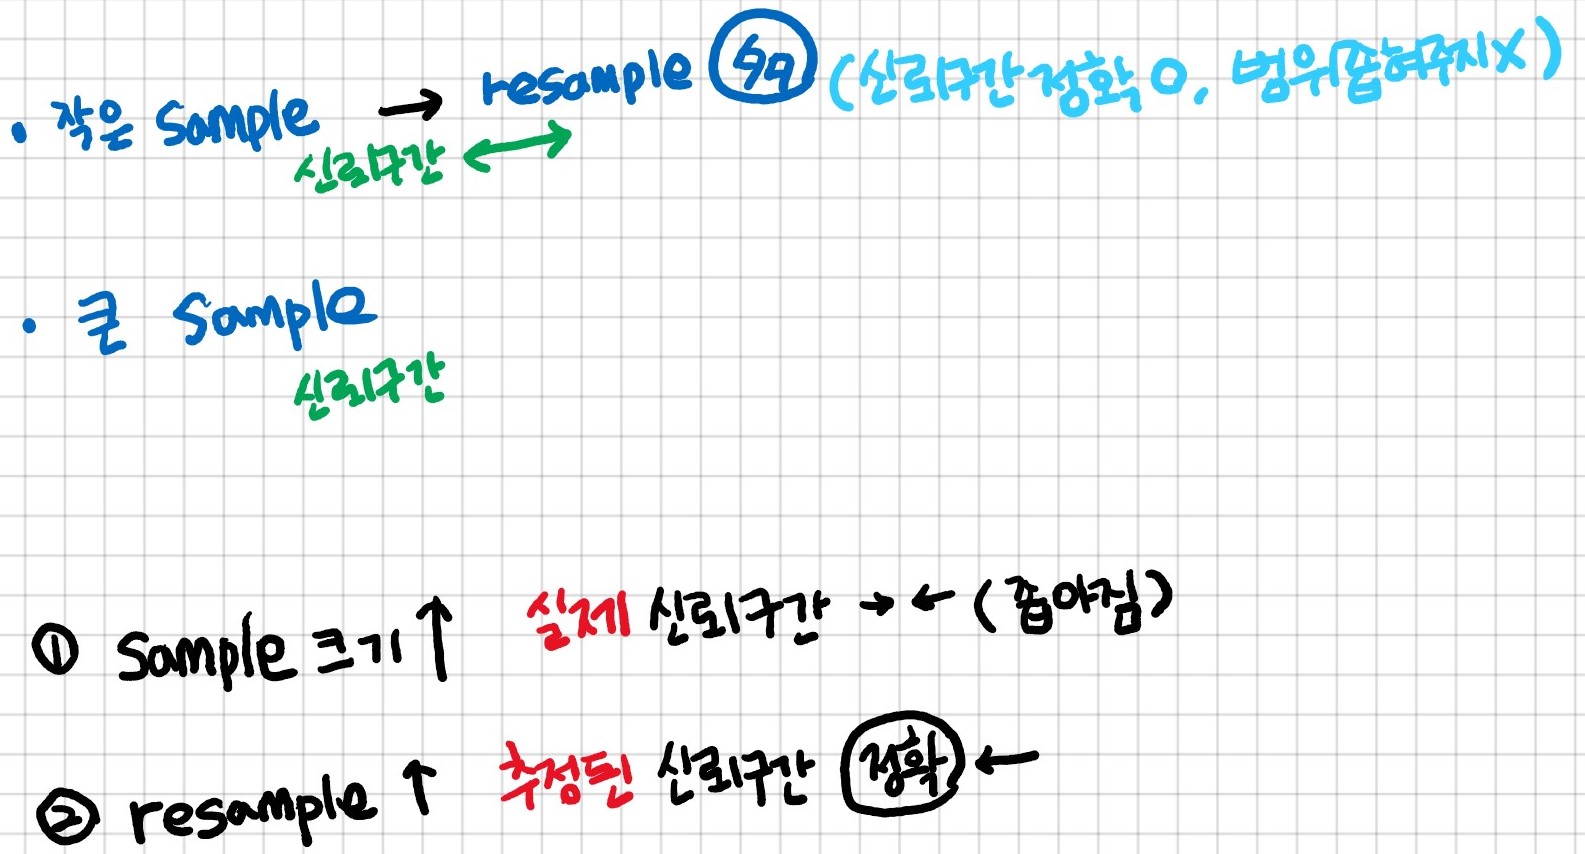 • 작은 sample → resample 多多 (신뢰구간 정확 O, 범위 좁혀주지 X)
신뢰구간 ↔
• 큰 sample
신뢰구간
① sample 크기 ↑ 실제 신뢰구간 → ← (좁아짐)
② resample ↑ 추정된 신뢰구간 정확 ←